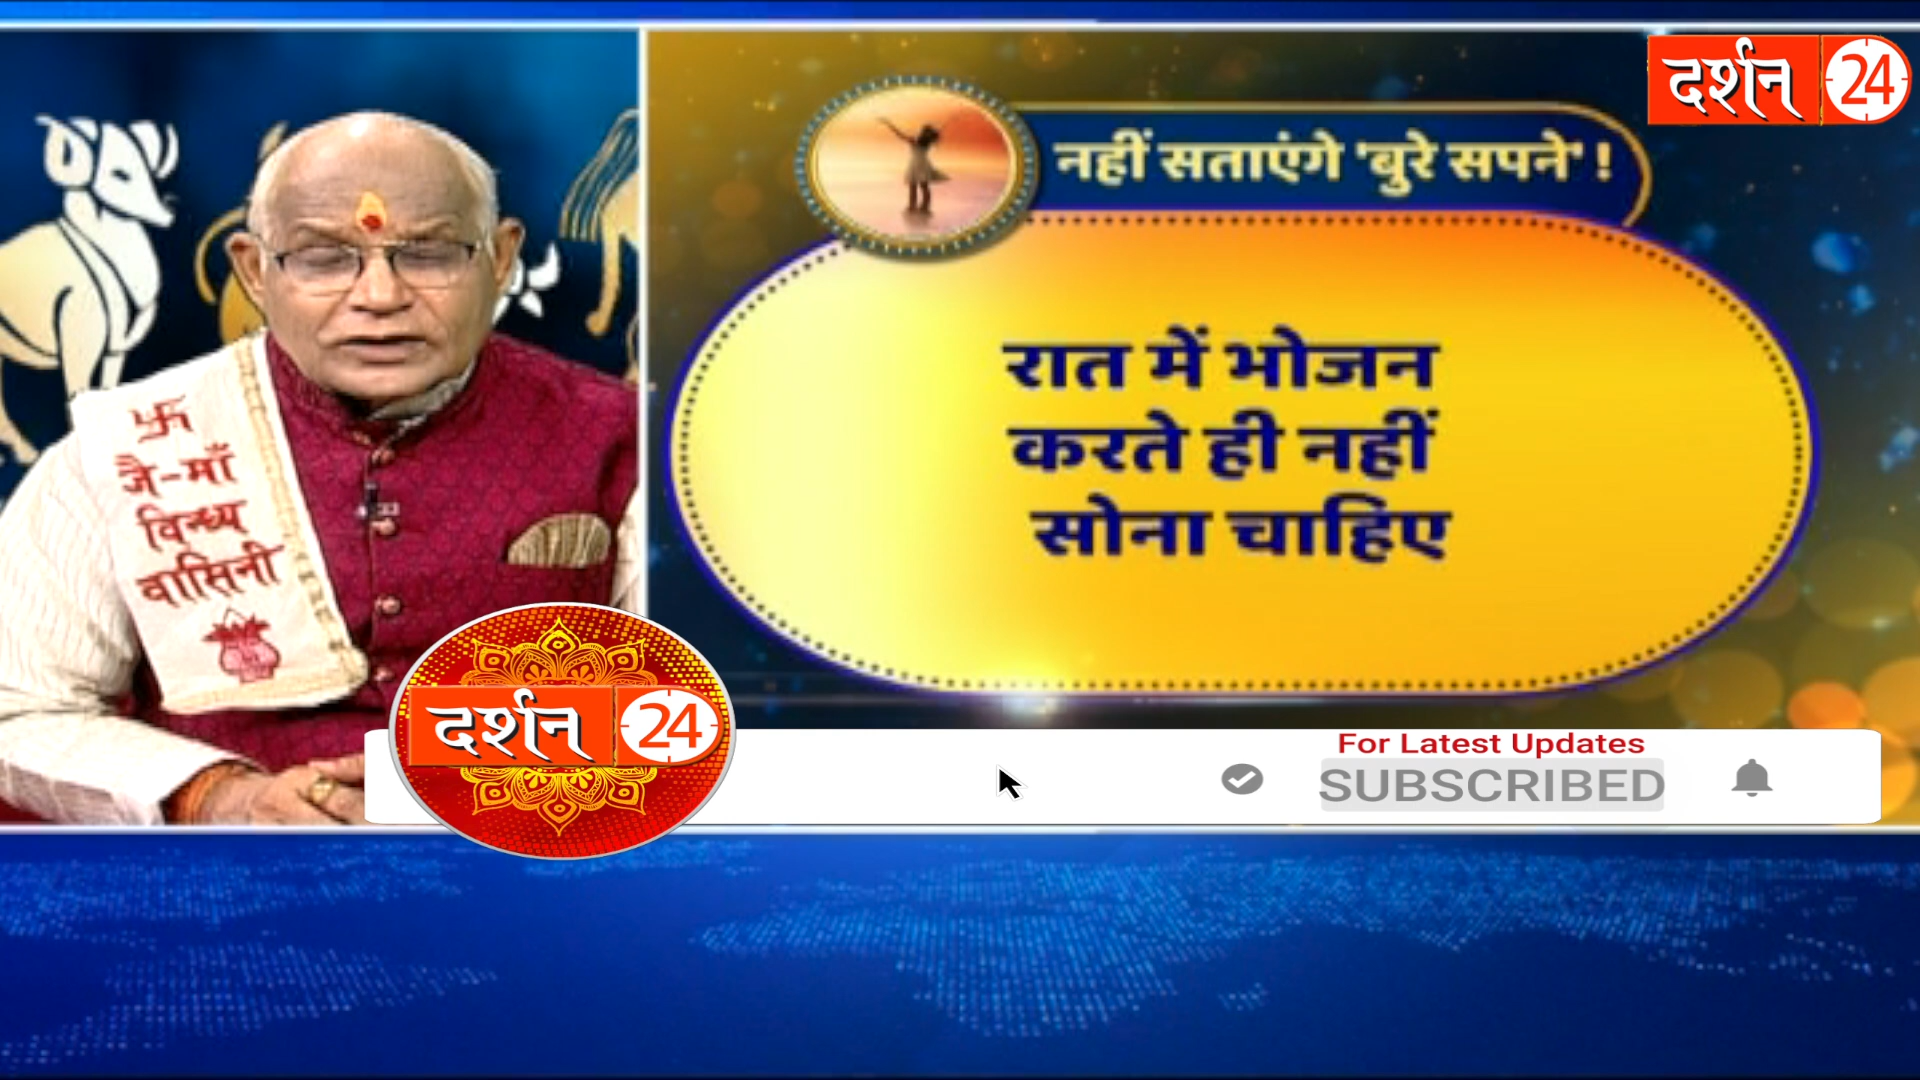 दर्शन 24
नहीं सताएंगे 'बुरे सपने' !
रात में भोजन
करते ही नहीं
सोना चाहिए
जै-माँ
विन्ध्य
वासिनी
दर्शन 24
For Latest Updates
SUBSCRIBED